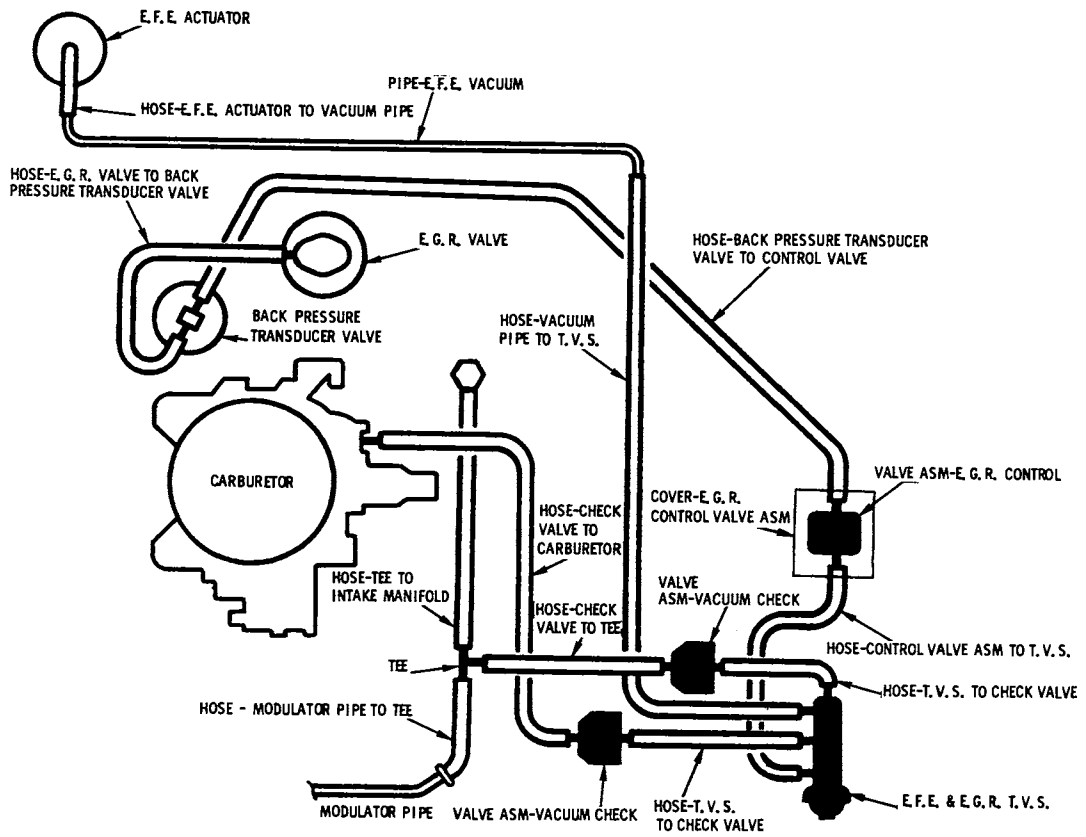 E.F.E. ACTUATOR
PIPE-E.F.E. VACUUM
HOSE-E.F.E. ACTUATOR TO VACUUM PIPE
HOSE-E.G.R. VALVE TO BACK
PRESSURE TRANSDUCER VALVE
E.G.R. VALVE
HOSE-BACK PRESSURE TRANSDUCER
VALVE TO CONTROL VALVE
BACK PRESSURE
TRANSDUCER VALVE
HOSE-VACUUM
PIPE TO T.V.S.
CARBURETOR
VALVE ASM-E.G.R. CONTROL
COVER-E.G.R.
CONTROL VALVE ASM
HOSE-CHECK
VALVE TO
CARBURETOR
HOSE-TEE TO
INTAKE MANIFOLD
VALVE
ASM-VACUUM CHECK
HOSE-CHECK
VALVE TO TEE
HOSE-CONTROL VALVE ASM TO T.V.S.
TEE
HOSE-T.V.S. TO CHECK VALVE
HOSE - MODULATOR PIPE TO TEE
MODULATOR PIPE
VALVE ASM-VACUUM CHECK
HOSE-T.V.S.
TO CHECK VALVE
E.F.E. & E.G.R. T.V.S.